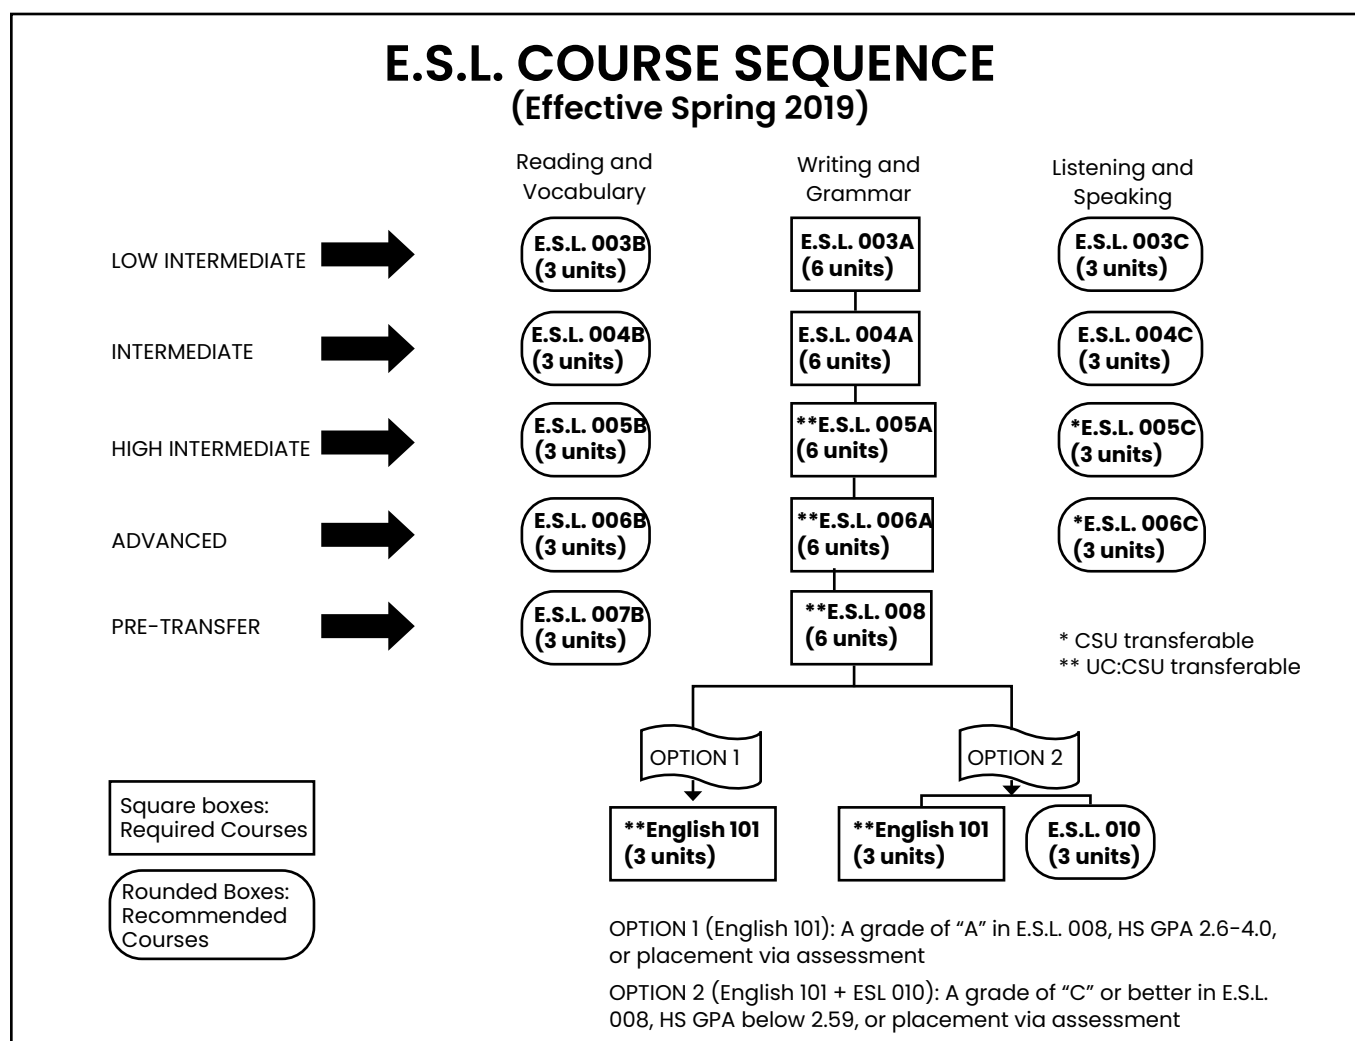 E.S.L. COURSE SEQUENCE
(Effective Spring 2019)
Reading and
Vocabulary
Writing and
Grammar
Listening and
Speaking
LOW INTERMEDIATE
E.S.L. 003B
(3 units)
E.S.L. 003A
(6 units)
E.S.L. 003C
(3 units)
INTERMEDIATE
E.S.L. 004B
(3 units)
E.S.L. 004A
(6 units)
E.S.L. 004C
(3 units)
HIGH INTERMEDIATE
E.S.L. 005B
(3 units)
**E.S.L. 005A
(6 units)
*E.S.L. 005C
(3 units)
ADVANCED
E.S.L. 006B
(3 units)
**E.S.L. 006A
(6 units)
*E.S.L. 006C
(3 units)
PRE-TRANSFER
E.S.L. 007B
(3 units)
**E.S.L. 008
(6 units)
* CSU transferable
** UC:CSU transferable
OPTION 1
OPTION 2
Square boxes:
Required Courses
**English 101
(3 units)
**English 101
(3 units)
E.S.L. 010
(3 units)
Rounded Boxes:
Recommended
Courses
OPTION 1 (English 101): A grade of “A” in E.S.L. 008, HS GPA 2.6-4.0,
or placement via assessment
OPTION 2 (English 101 + ESL 010): A grade of “C” or better in E.S.L.
008, HS GPA below 2.59, or placement via assessment